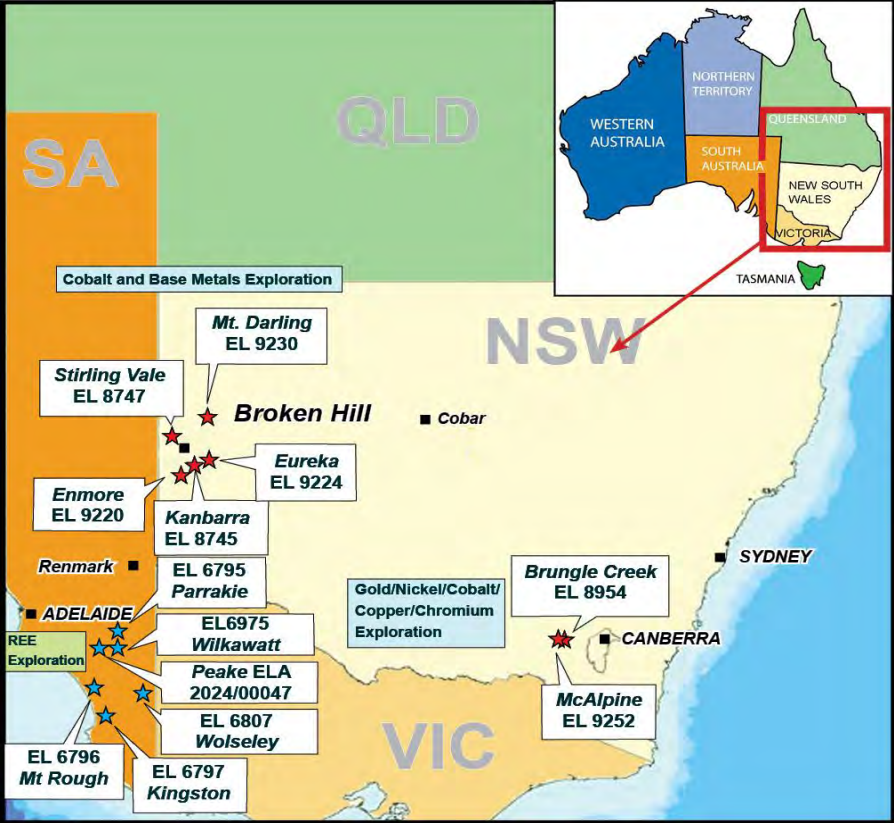 QLD
SA
NORTHERN
TERRITORY
WESTERN
AUSTRALIA
QUEENSLAND
SOUTH
AUSTRALIA
NEW SOUTH
WALES
VICTORIA
TASMANIA
Cobalt and Base Metals Exploration
Mt. Darling
EL 9230
NSW
Stirling Vale
EL 8747
Broken Hill
Cobar
Eureka
EL 9224
Enmore
EL 9220
Kanbarra
EL 8745
Renmark
EL 6795
Parrakie
SYDNEY
Brungle Creek
EL 8954
Gold/Nickel/Cobalt/
Copper/Chromium
Exploration
ADELAIDE
EL6975
Wilkawatt
CANBERRA
REE
Exploration
Peake ELA
2024/00047
McAlpine
EL 9252
EL 6807
Wolseley
VIC
EL 6796
Mt Rough
EL 6797
Kingston